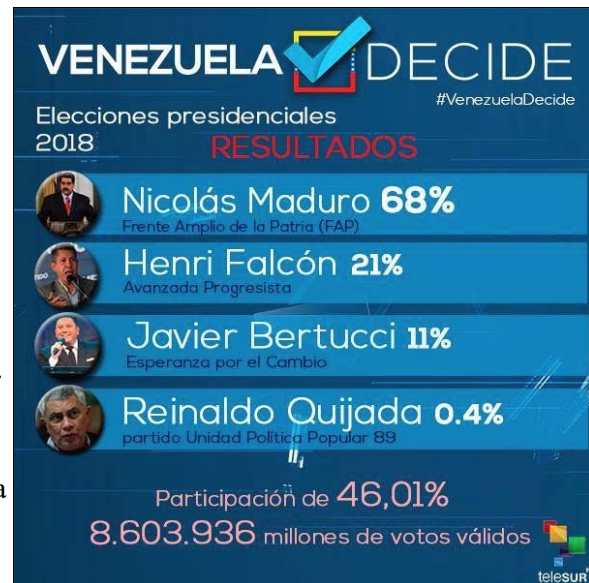 VENEZUELA DECIDE
#VenezuelaDecide
Elecciones presidenciales
2018 RESULTADOS
Nicolás Maduro 68%
Frente Amplio de la Patria (FAP)
Henri Falcón 21%
Avanzada Progresista
Javier Bertucci 11%
Esperanza por el Cambio
Reinaldo Quijada 0.4%
partido Unidad Política Popular 89
Participación de 46,01%
8.603.936 millones de votos válidos
teleSUR
a